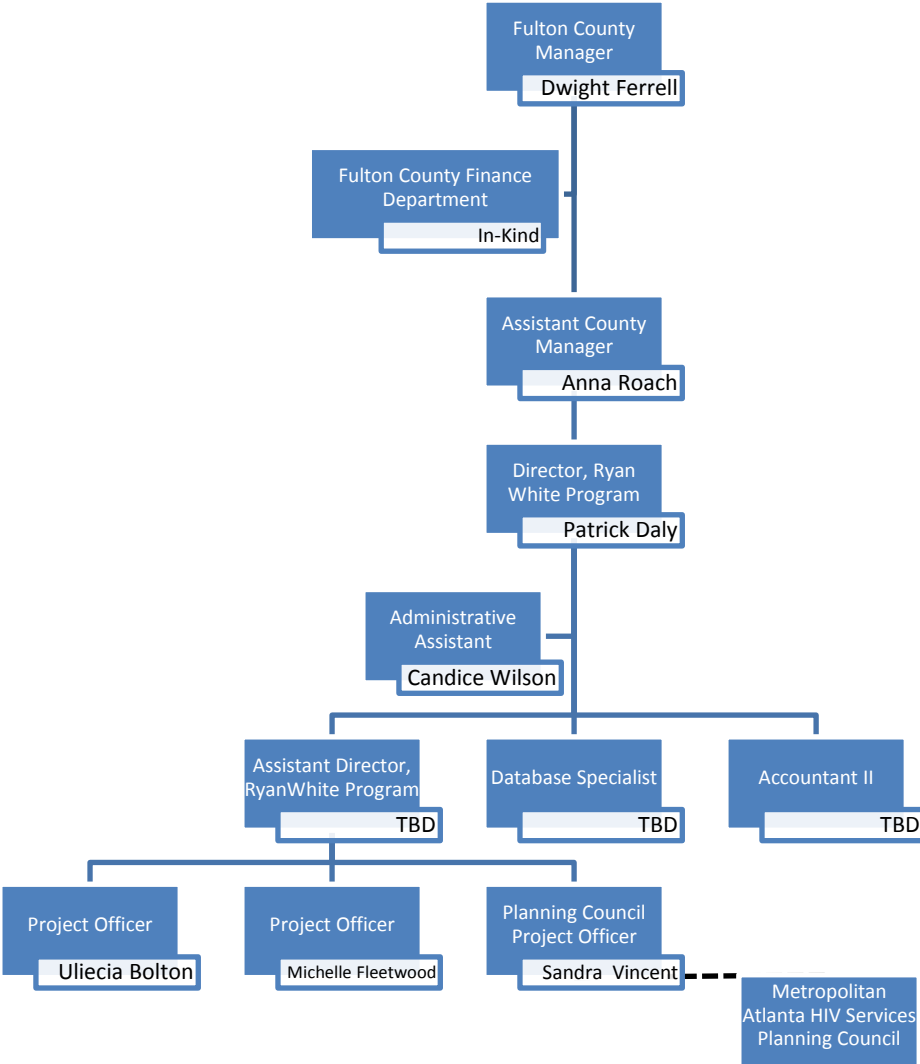 Fulton County
Manager
Dwight Ferrell
Fulton County Finance
Department
In-Kind
Assistant County
Manager
Anna Roach
Director, Ryan
White Program
Patrick Daly
Administrative
Assistant
Candice Wilson
Assistant Director,
RyanWhite Program
TBD
Database Specialist
TBD
Accountant II
TBD
Project Officer
Uliecia Bolton
Project Officer
Michelle Fleetwood
Planning Council
Project Officer
Sandra Vincent
Metropolitan
Atlanta HIV Services
Planning Council